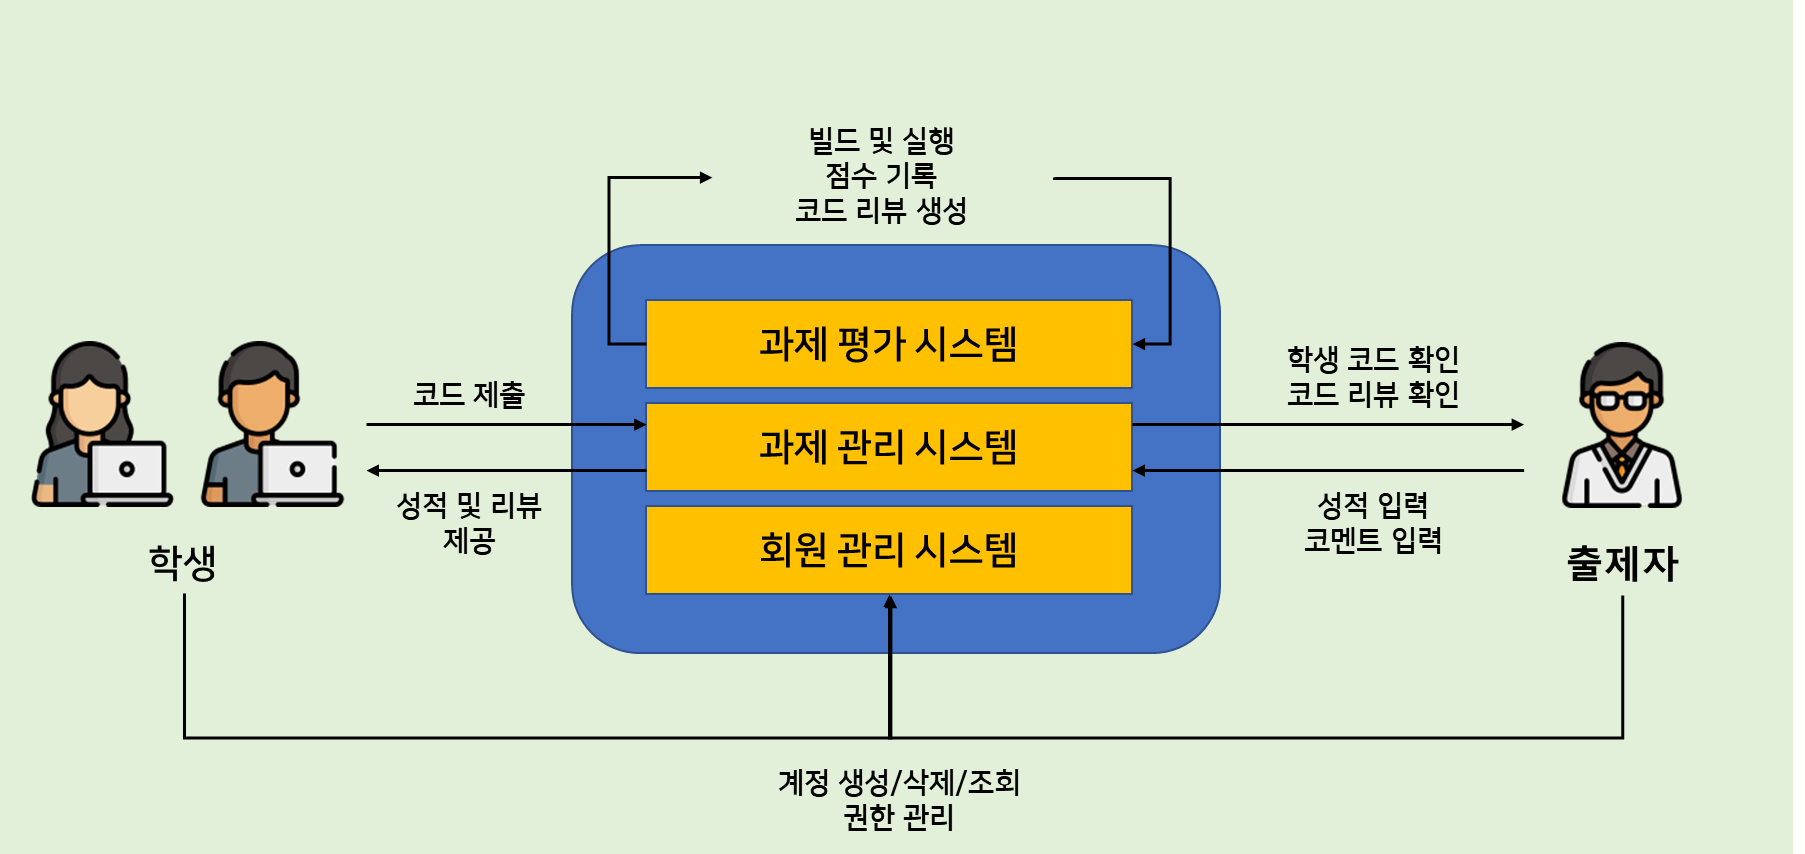 빌드 및 실행
점수 기록
코드 리뷰 생성
과제 평가 시스템
과제 관리 시스템
회원 관리 시스템
코드 제출
성적 및 리뷰
제공
학생
학생 코드 확인
코드 리뷰 확인
성적 입력
코멘트 입력
출제자
계정 생성/삭제/조회
권한 관리